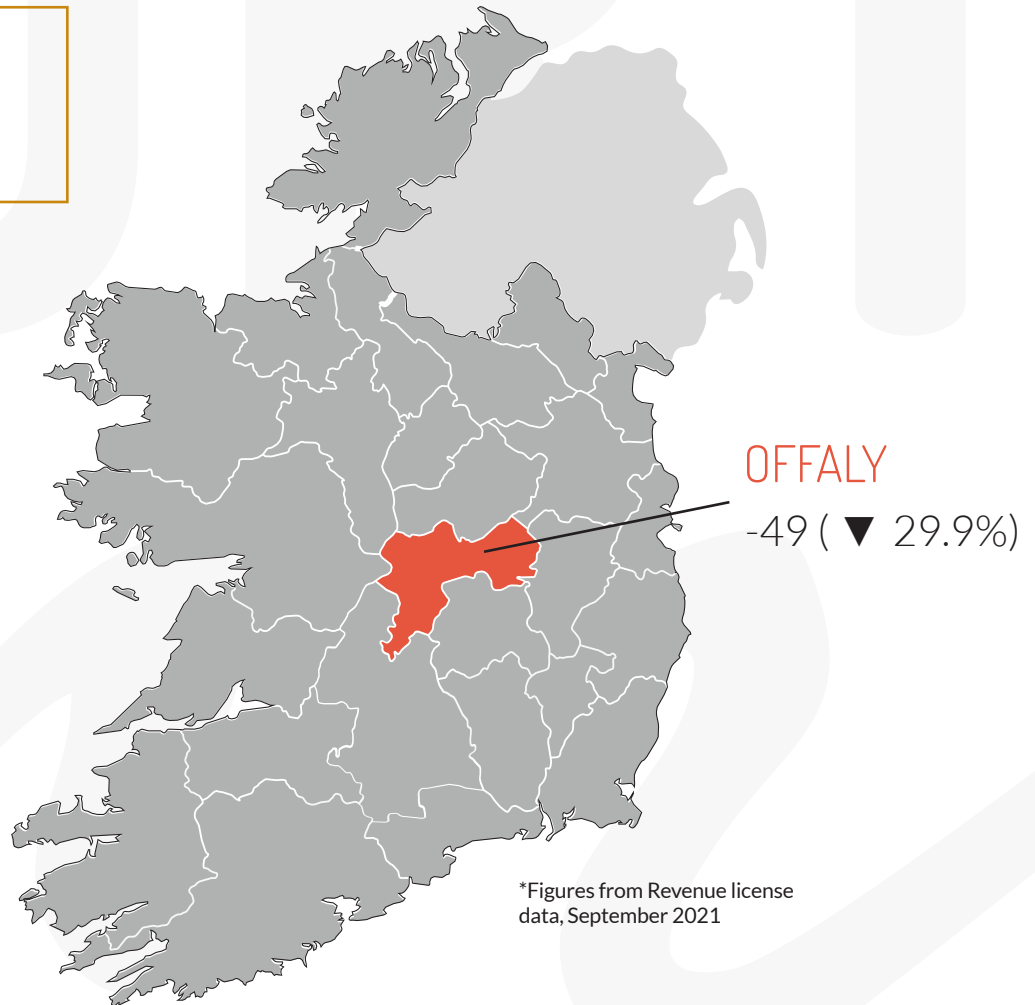 OFFALY
-49 ( ▼ 29.9%)
*Figures from Revenue license
data, September 2021